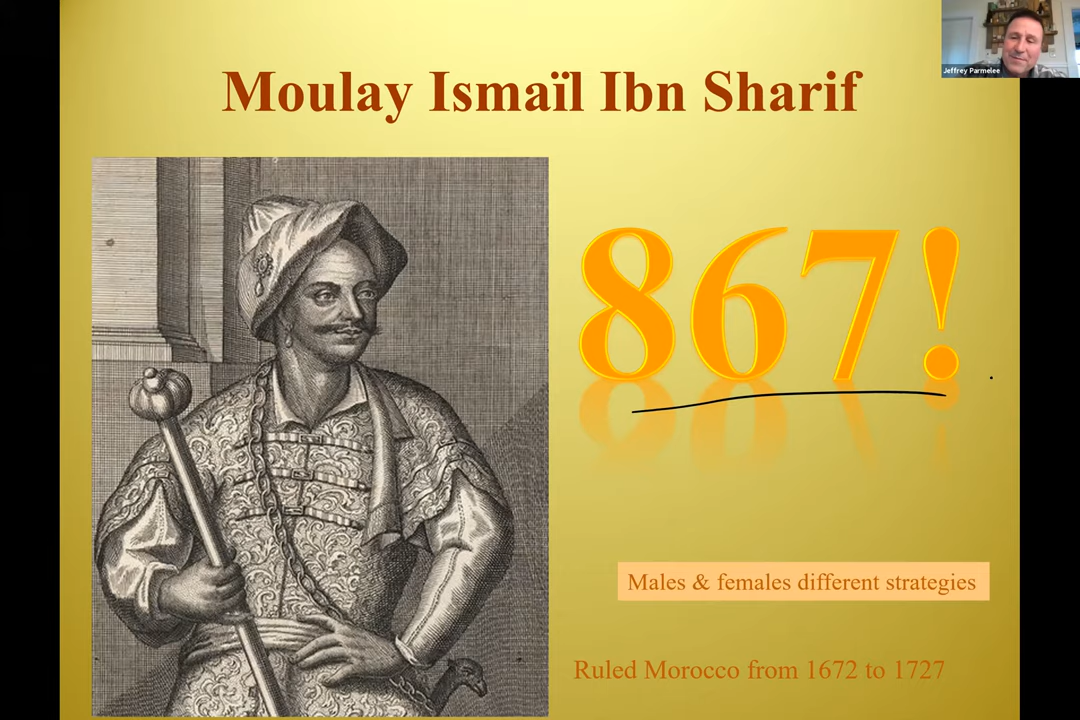 Jeffrey Parmelee
Moulay Ismaïl Ibn Sharif
867!
Males & females different strategies
Ruled Morocco from 1672 to 1727